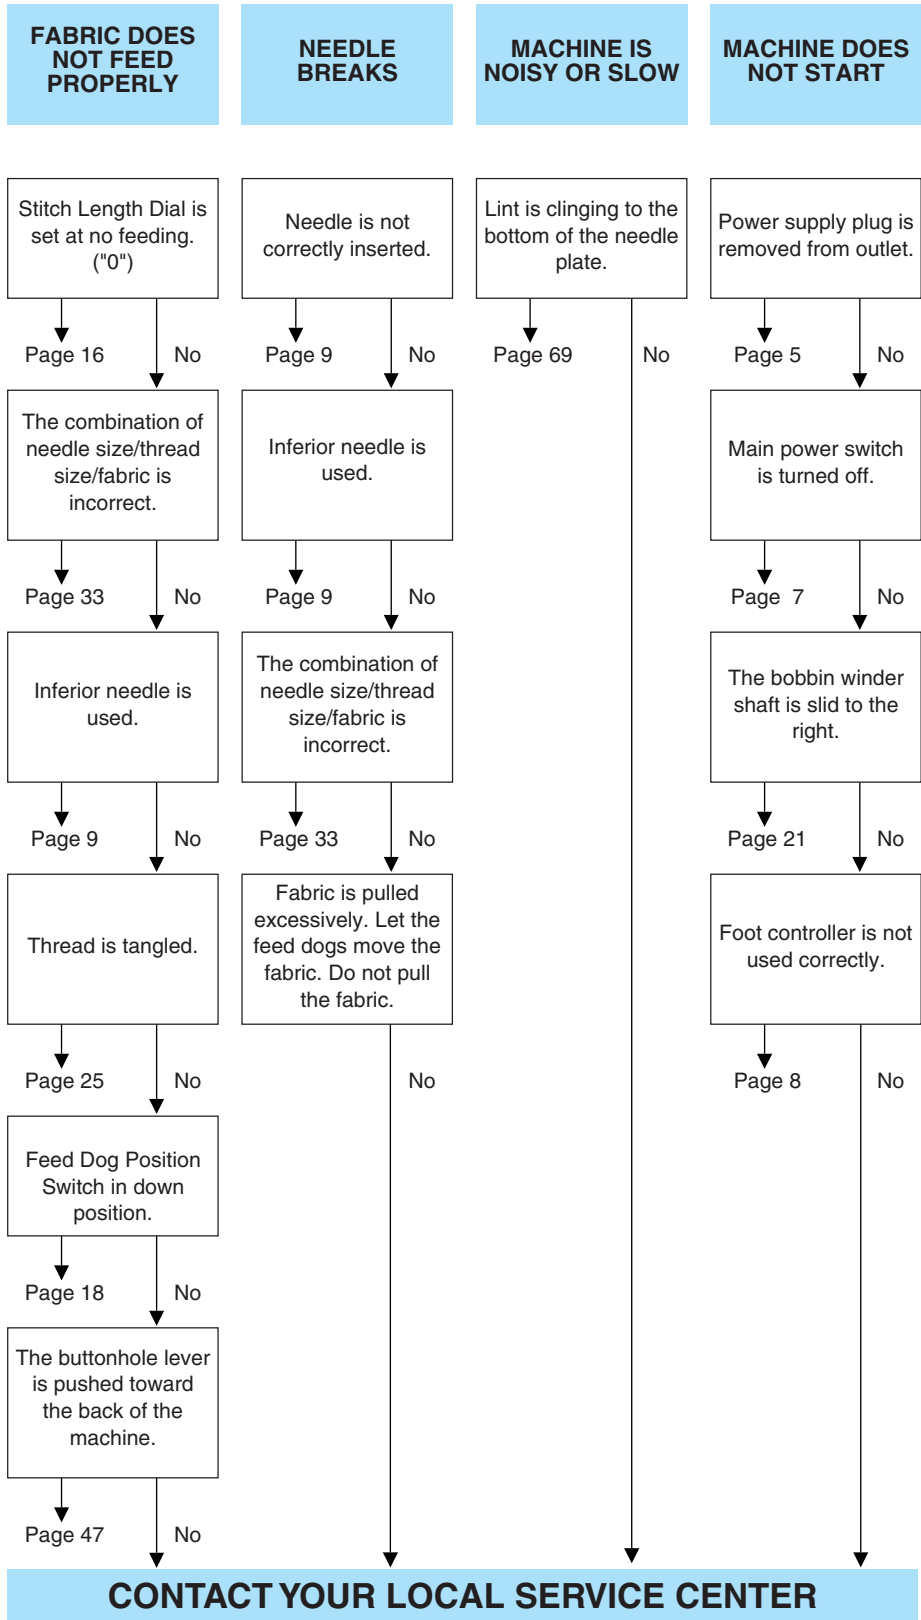 FABRIC DOES
NOT FEED
PROPERLY
Stitch Length Dial is
set at no feeding.
("0")
Page 16
No
The combination of
needle size/thread
size/fabric is
incorrect.
Page 33
No
Inferior needle is
used.
Page 9
No
Thread is tangled.
Page 25
No
Feed Dog Position
Switch in down
position.
Page 18
No
The buttonhole lever
is pushed toward
the back of the
machine.
Page 47
No
NEEDLE
BREAKS
Needle is not
correctly inserted.
Page 9
No
Inferior needle is
used.
Page 9
No
The combination of
needle size/thread
size/fabric is
incorrect.
Page 33
No
Fabric is pulled
excessively. Let the
feed dogs move the
fabric. Do not pull
the fabric.
No
MACHINE IS
NOISY OR SLOW
Lint is clinging to the
bottom of the needle
plate.
Page 69
No
MACHINE DOES
NOT START
Power supply plug is
removed from outlet.
Page 5
No
Main power switch
is turned off.
Page 7
No
The bobbin winder
shaft is slid to the
right.
Page 21
No
Foot controller is not
used correctly.
Page 8
No
CONTACT YOUR LOCAL SERVICE CENTER